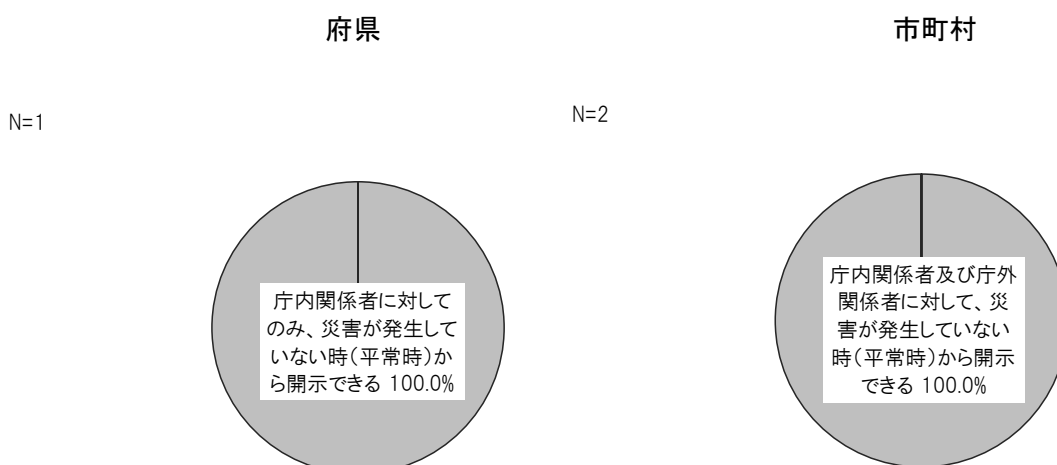 府県
N=1
庁内関係者に対して
のみ、災害が発生して
いない時（平常時）か
ら開示できる 100.0%
市町村
N=2
庁内関係者及び庁外
関係者に対して、災
害が発生していない
時（平常時）から開示
できる 100.0%